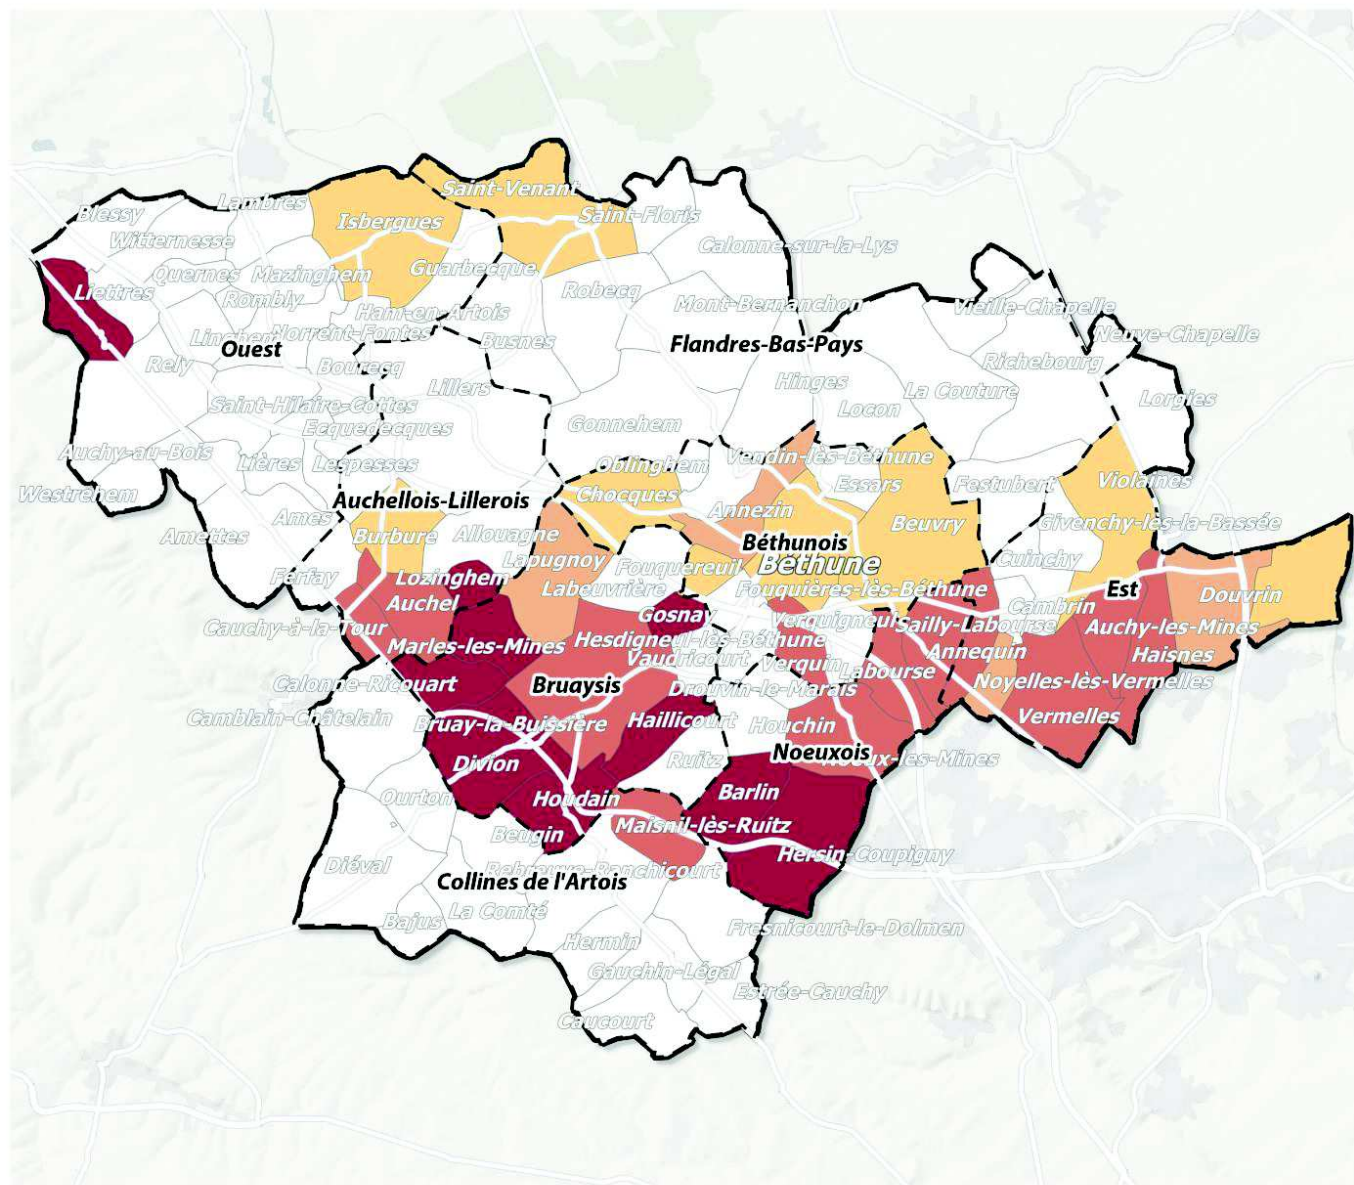 Saint-Venant
Lambres
Blessy
Isbergues
Saint-Floris
Witternesse
Calonne-sur-la-Lys
Quernes
Mazinghem
Guarbecque
Liettres
Rombly
Robecq
Mont-Bernanchon
Vieille-Chapelle
Ham-en-Artois
Linghem
Norrent-Fontes
Neuve-Chapelle
Ouest
Busnes
Flandres-Bas-Pays
Rely
Bourecq
Richebourg
Hinges
Lillers
La Couture
Lorgies
Saint-Hilaire-Cottes
Locon
Ecquedecques
Gonnehem
Auchy-au-Bois
Lières
Lespesses
Oblinghem
Vendin-lès-Béthune
Violaines
Westrehem
Auchellois-Lillerois
Chocques
Essars
Festubert
Ames
Annezin
Beuvry
Givenchy-lès-la-Bassée
Amettes
Burbure
Allouagne
Béthunois
Lapugnoy
Fouquereuil
Béthune
Cuinchy
Ferfay
Lozinghem
Labeuvrière
Fouquières-lès-Béthune
Est
Douvrin
Auchel
Gosnay
Cambrin
Cauchy-à-la-Tour
Hesdigneul-lès-Béthune
Verquigneul
Sailly-Labourse
Auchy-les-Mines
Marles-les-Mines
Vaudricourt
Verquin
Annequin
Haisnes
Calonne-Ricouart
Bruaysis
Drouvin-le-Marais
Labourse
Noyelles-lès-Vermelles
Camblain-Châtelain
Bruay-la-Buissière
Haillicourt
Houchin
Vermelles
Divion
Ruitz
Noeuxois
Noeux-les-Mines
Ourton
Houdain
Barlin
Beugin
Maisnil-lès-Ruitz
Diéval
Rebreuve-Ranchicourt
Hersin-Coupigny
Collines de l'Artois
La Comté
Bajus
Hermin
Fresnicourt-le-Dolmen
Gauchin-Légal
Estrée-Cauchy
Caucourt